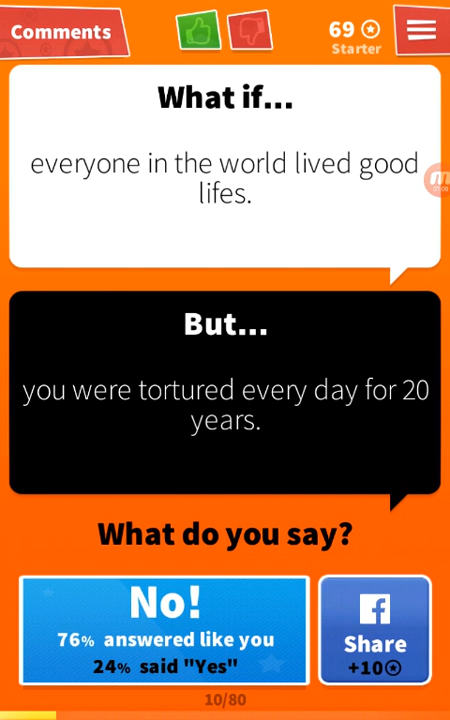 Comments
69
Starter
What if...
everyone in the world lived good
lifes.
But...
you were tortured every day for 20
years.
What do you say?
No!
76% answered like you
24% said "Yes"
Share
+10
10/80